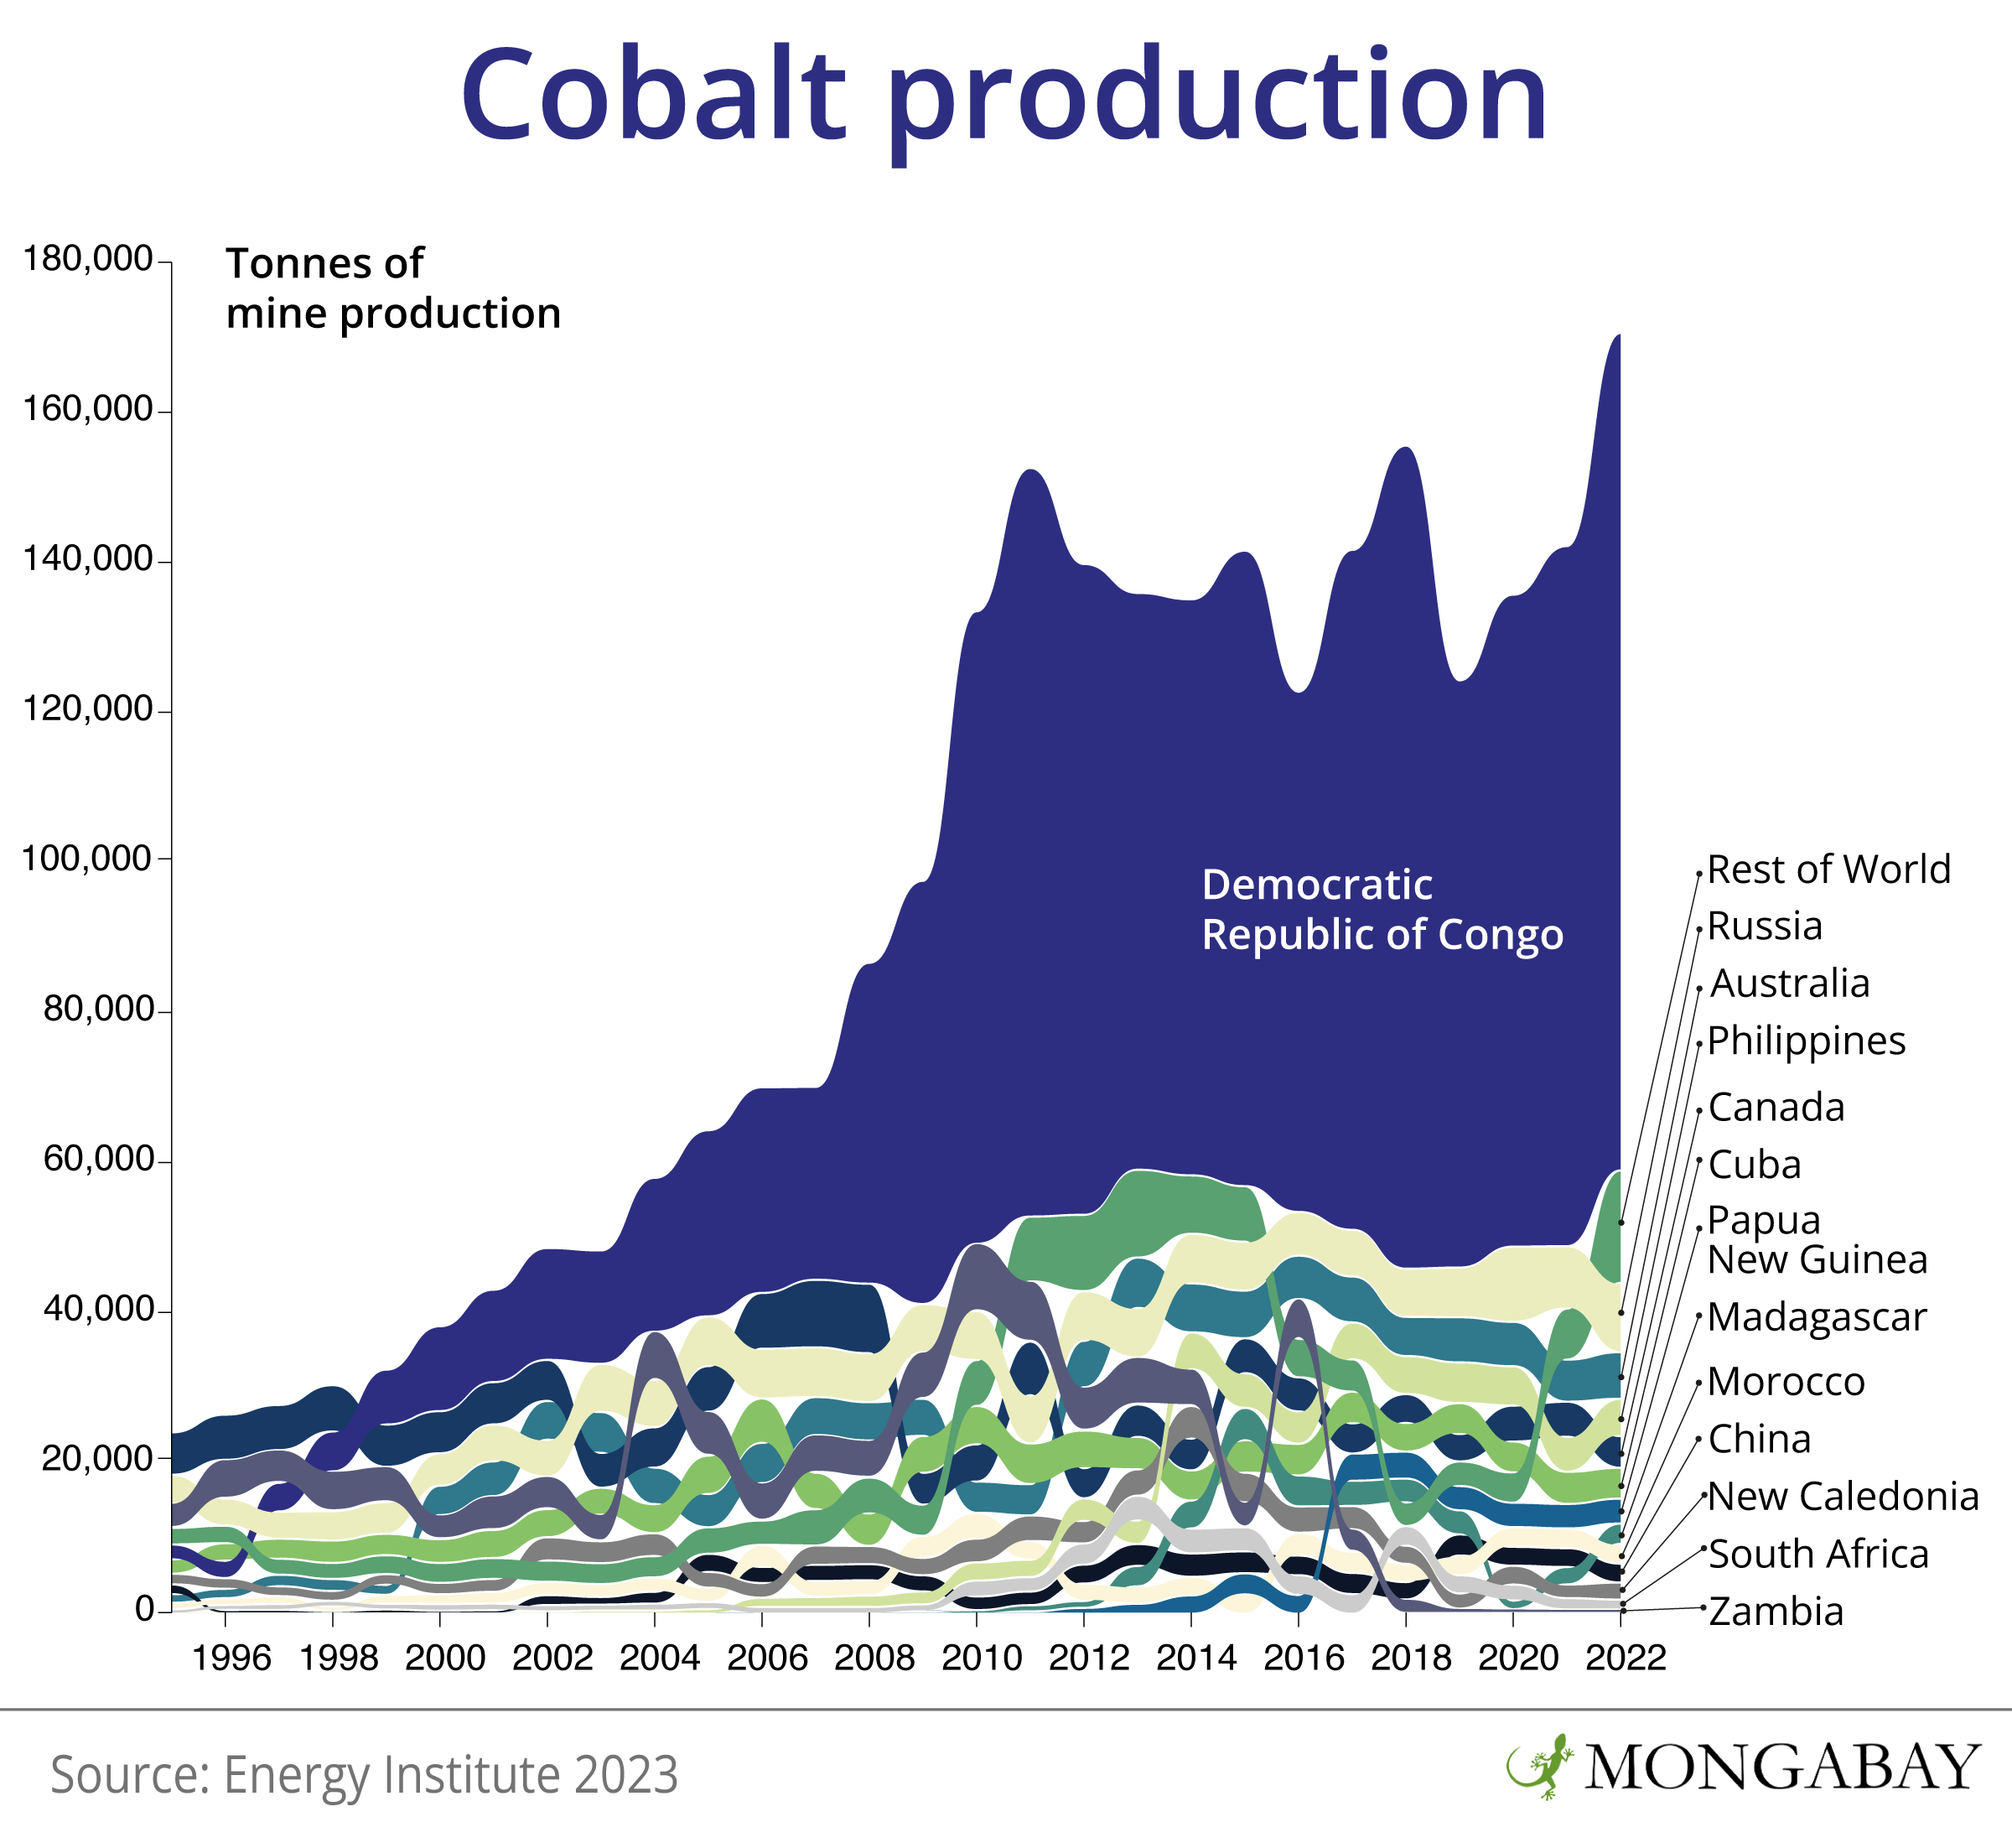 Cobalt production
Tonnes of
mine production
180,000
160,000
140,000
120,000
100,000
80,000
60,000
40,000
20,000
0
Democratic
Republic of Congo
Rest of World
Russia
Australia
Philippines
Canada
Cuba
Papua
New Guinea
Madagascar
Morocco
China
New Caledonia
South Africa
Zambia
1996 1998 2000 2002 2004 2006 2008 2010 2012 2014 2016 2018 2020 2022
Source: Energy Institute 2023
MONGABAY